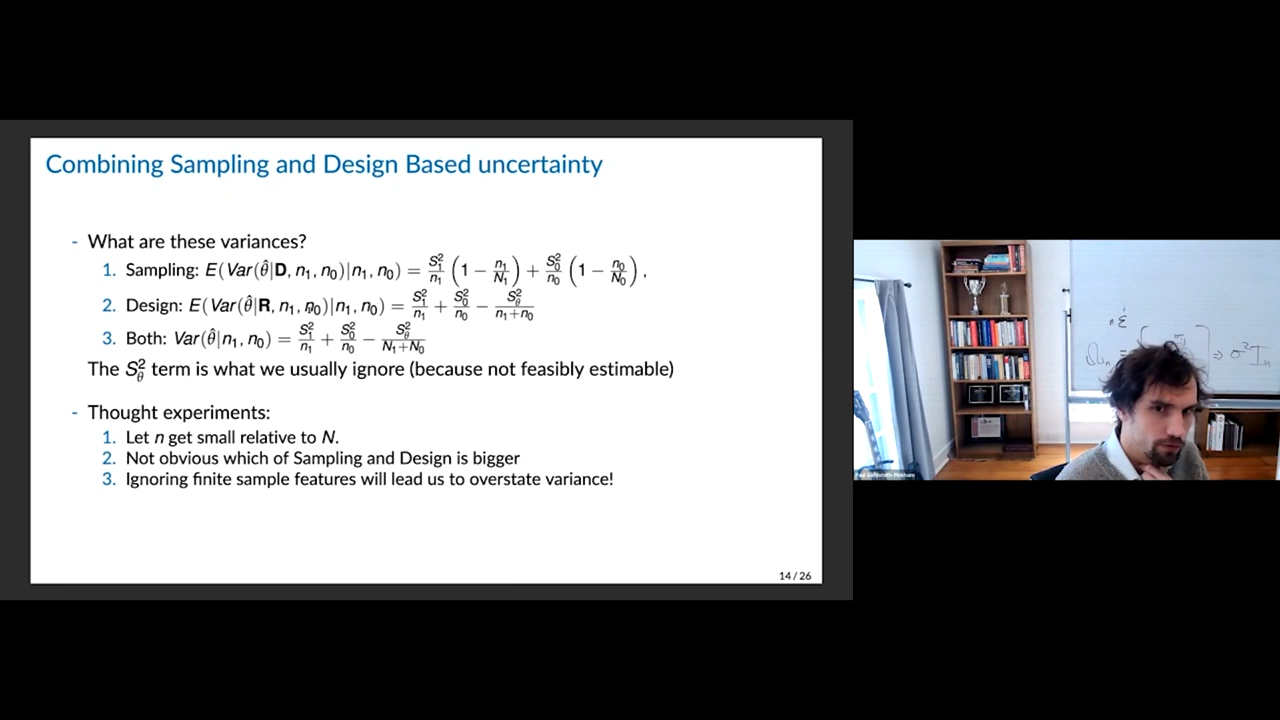 Combining Sampling and Design Based uncertainty
- What are these variances?
1. Sampling: E(Var(θ̂|D, n₁, n₀)|n₁, n₀) = S₁²/n₁ (1 − n₁/N₁) + S₀²/n₀ (1 − n₀/N₀),
2. Design: E(Var(θ̂|R, n₁, n₀)|n₁, n₀) = S₁²/n₁ + S₀²/n₀ − S_θ²/(n₁+n₀)
3. Both: Var(θ̂|n₁, n₀) = S₁²/n₁ + S₀²/n₀ − S_θ²/(N₁+N₀)
The S_θ² term is what we usually ignore (because not feasibly estimable)
- Thought experiments:
1. Let n get small relative to N.
2. Not obvious which of Sampling and Design is bigger
3. Ignoring finite sample features will lead us to overstate variance!
14 / 26
⇒ σ²Iₙ